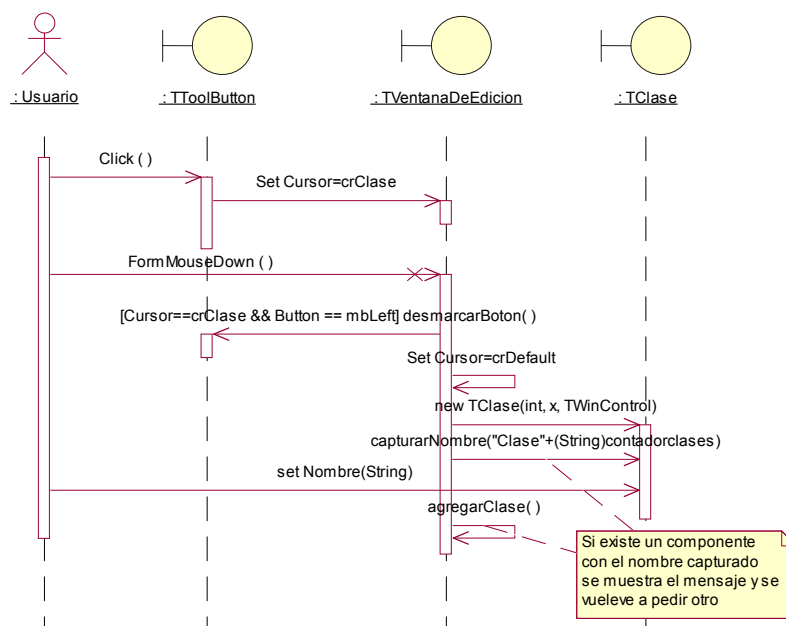 : Usuario
: TToolButton
: TVentanaDeEdicion
: TClase
Click ( )
Set Cursor=crClase
FormMouseDown ( )
[Cursor==crClase && Button == mbLeft] desmarcarBoton( )
Set Cursor=crDefault
new TClase(int, x, TWinControl)
capturarNombre("Clase"+(String)contadorclases)
set Nombre(String)
agregarClase( )
Si existe un componente
con el nombre capturado
se muestra el mensaje y se
vueleve a pedir otro